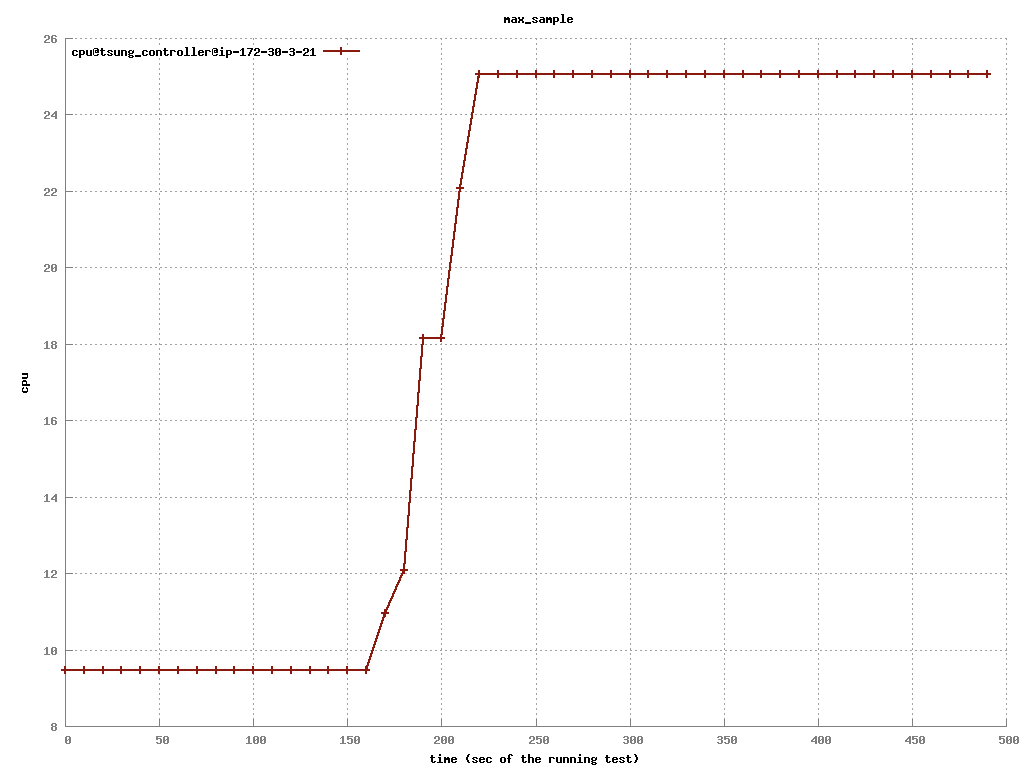 max_sample
cpu@tsung_controller@ip-172-30-3-21
26
24
22
20
18
16
14
12
10
8
cpu
0 50 100 150 200 250 300 350 400 450 500
time (sec of the running test)